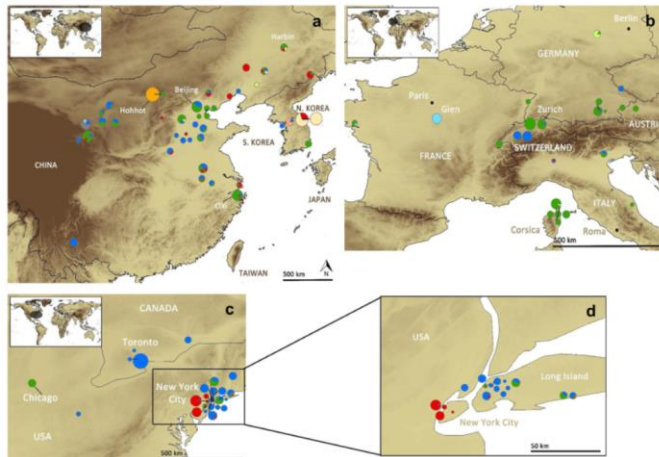 a
Harbin
Beijing
Hohhot
N. KOREA
S. KOREA
CHINA
JAPAN
TAIWAN
500 km
N
b
Berlin
GERMANY
Paris
Gien
Zurich
AUSTRIA
SWITZERLAND
FRANCE
ITALY
Corsica
Roma
500 km
c
CANADA
Toronto
New York
City
Chicago
USA
500 km
d
USA
Long Island
New York City
50 km